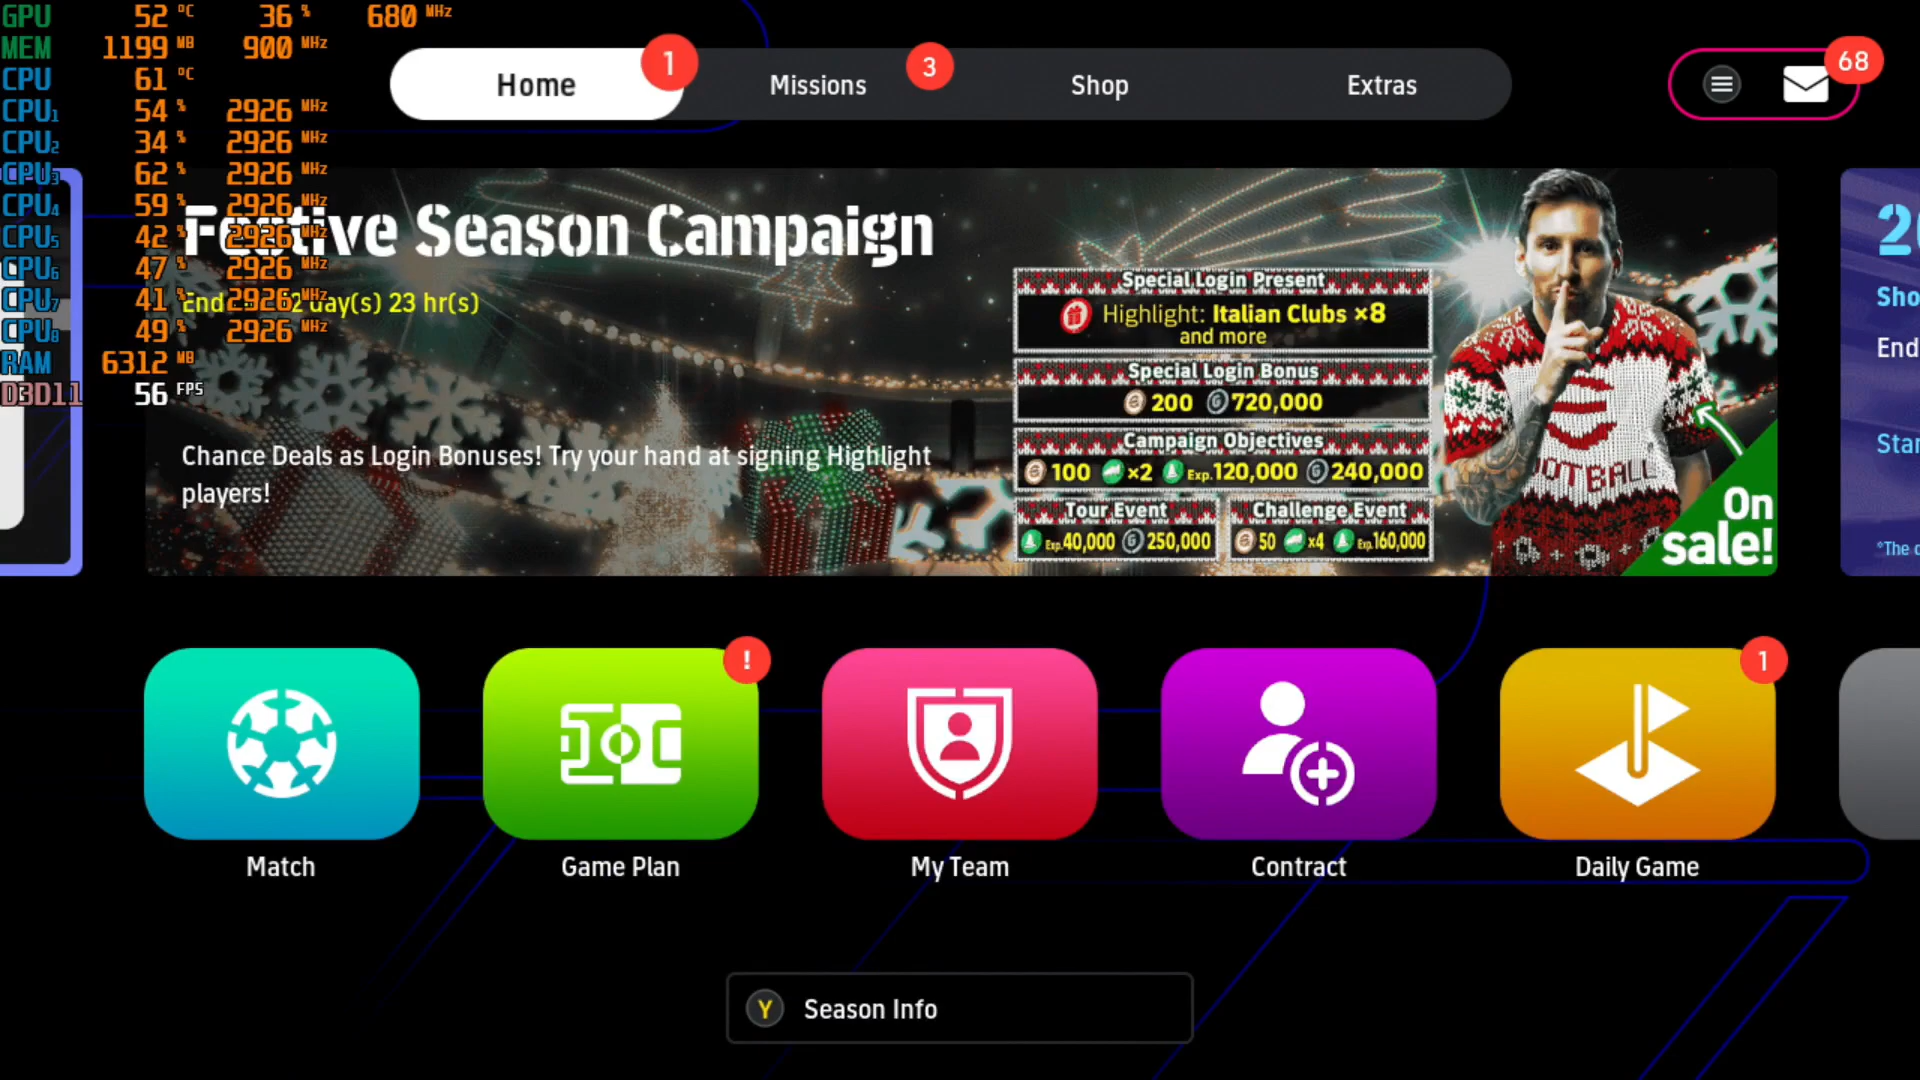 GPU 52 °C 36 % 680 MHz
MEM 1199 MB 900 MHz
CPU 61 °C
CPU1 54 % 2926 MHz
CPU2 34 % 2926 MHz
CPU3 62 % 2926 MHz
CPU4 59 % 2926 MHz
CPU5 42 % 2926 MHz
CPU6 47 % 2926 MHz
CPU7 41 % 2926 MHz
CPU8 49 % 2926 MHz
RAM 6312 MB
D3D11 56 FPS
Home 1
Missions 3
Shop
Extras
68
Festive Season Campaign
End 2 day(s) 23 hr(s)
Chance Deals as Login Bonuses! Try your hand at signing Highlight
players!
Special Login Present
Highlight: Italian Clubs ×8
and more
Special Login Bonus
200 720,000
Campaign Objectives
100 ×2 Exp.120,000 240,000
Tour Event
Exp.40,000 250,000
Challenge Event
50 ×4 Exp.160,000
OTBALL
On
sale!
Sho
End
Star
*The
!
1
Match
Game Plan
My Team
Contract
Daily Game
Y Season Info